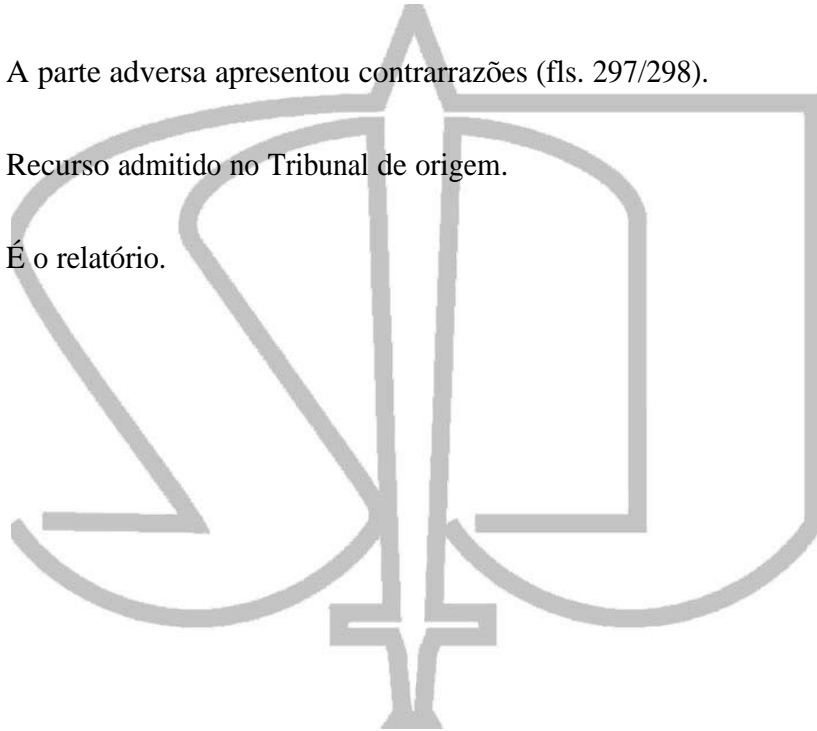 A parte adversa apresentou contrarrazões (fls. 297/298).
Recurso admitido no Tribunal de origem.
É o relatório.